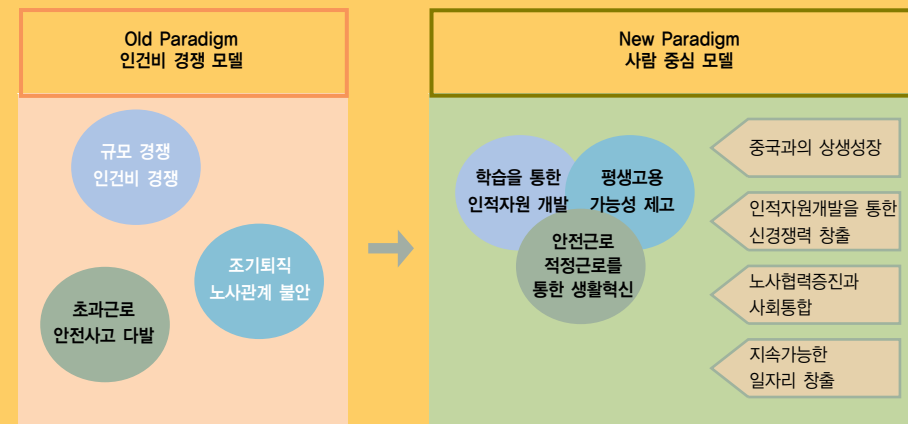 Old Paradigm
인건비 경쟁 모델
규모 경쟁
인건비 경쟁
조기퇴직
노사관계 불안
초과근로
안전사고 다발
New Paradigm
사람 중심 모델
학습을 통한
인적자원 개발
평생고용
가능성 제고
안전근로
적정근로를
통한 생활혁신
중국과의 상생성장
인적자원개발을 통한
신경쟁력 창출
노사협력증진과
사회통합
지속가능한
일자리 창출